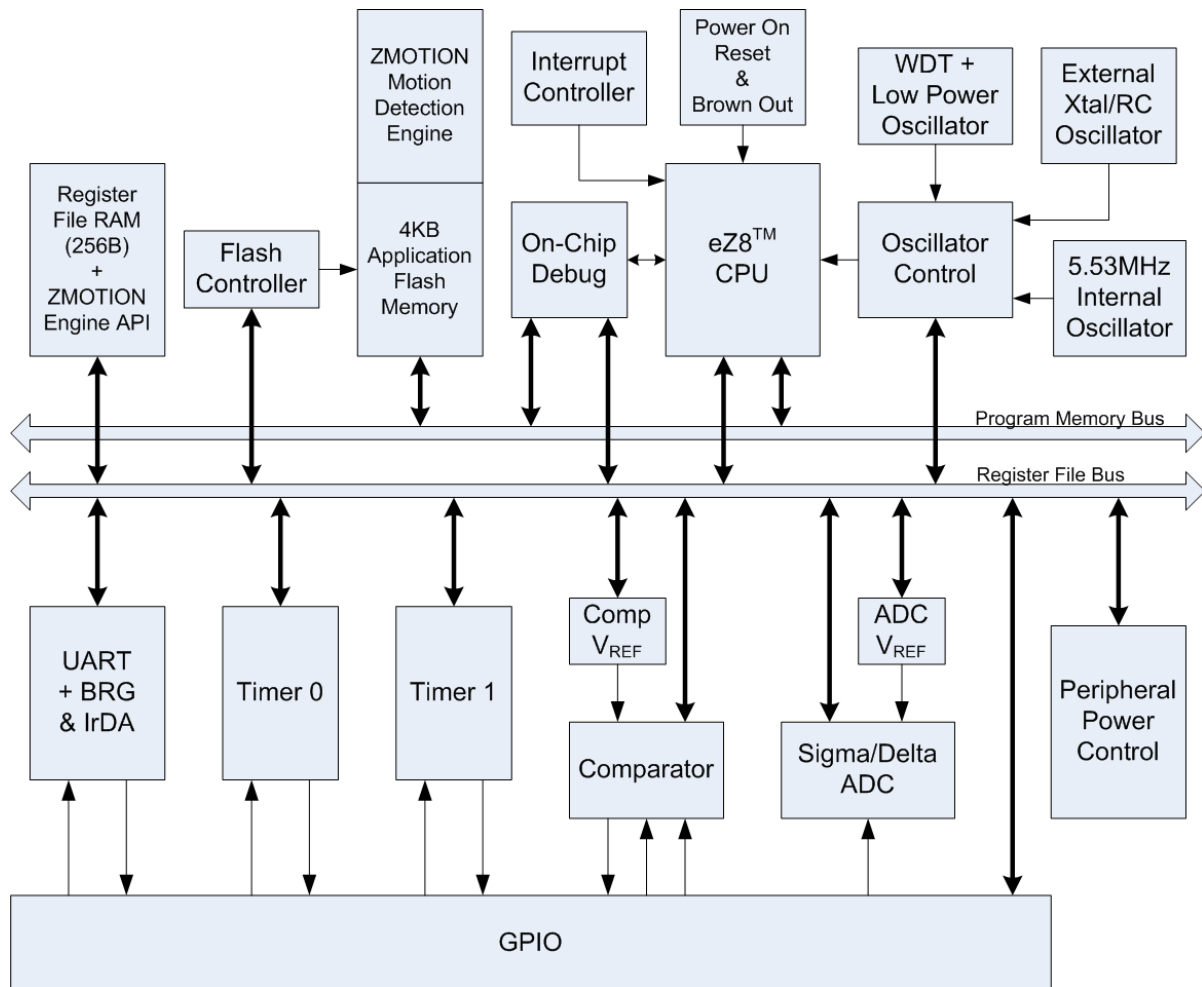 ZMOTION
Motion
Detection
Engine
Interrupt
Controller
Power On
Reset
&
Brown Out
WDT +
Low Power
Oscillator
External
Xtal/RC
Oscillator
Register
File RAM
(256B)
+
ZMOTION
Engine API
Flash
Controller
4KB
Application
Flash
Memory
On-Chip
Debug
eZ8™
CPU
Oscillator
Control
5.53MHz
Internal
Oscillator
Program Memory Bus
Register File Bus
UART
+ BRG
& IrDA
Timer 0
Timer 1
Comp
VREF
Comparator
ADC
VREF
Sigma/Delta
ADC
Peripheral
Power
Control
GPIO